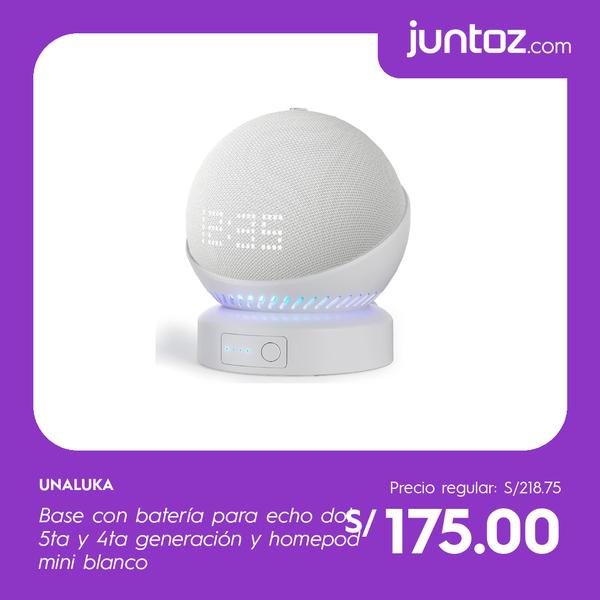 juntoz.com
12:35
UNALUKA
Precio regular: S/218.75
Base con batería para echo dot
5ta y 4ta generación y homepod
mini blanco
S/ 175.00